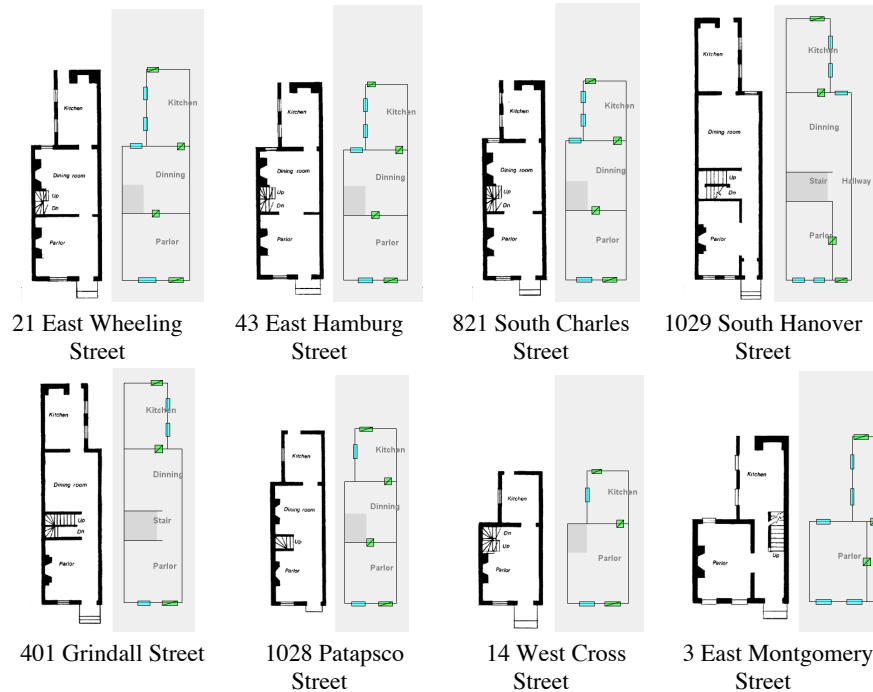 Kitchen
Kitchen
Dining room
Dinning
Up
Dn
Parlor
Parlor
21 East Wheeling
Street
Kitchen
Kitchen
Dining room
Dinning
Up
Dn
Parlor
Parlor
43 East Hamburg
Street
Kitchen
Kitchen
Dining room
Dinning
Up
Dn
Parlor
Parlor
821 South Charles
Street
Kitchen
Kitchen
Dining room
Dinning
Up
Dn
Stair
Hallway
Parlor
Parlor
1029 South Hanover
Street
Kitchen
Kitchen
Dining room
Dinning
Up
Dn
Stair
Parlor
Parlor
401 Grindall Street
Kitchen
Kitchen
Dining room
Dinning
Up
Parlor
Parlor
1028 Patapsco
Street
Kitchen
Kitchen
Dn
Up
Parlor
Parlor
14 West Cross
Street
Kitchen
Parlor
Up
Parlor
3 East Montgomery
Street